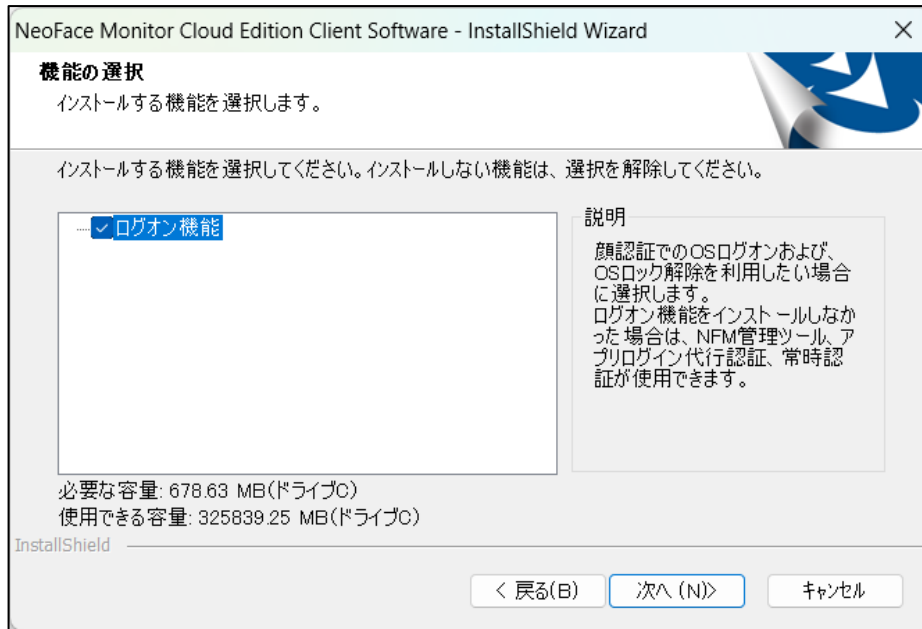 NeoFace Monitor Cloud Edition Client Software - InstallShield Wizard
機能の選択
インストールする機能を選択します。
インストールする機能を選択してください。インストールしない機能は、選択を解除してください。
ログオン機能
説明
顔認証でのOSログオンおよび、
OSロック解除を利用したい場合
に選択します。
ログオン機能をインストールしなか
った場合は、NFM管理ツール、ア
プリログイン代行認証、常時認
証が使用できます。
必要な容量: 678.63 MB(ドライブC)
使用できる容量: 325839.25 MB(ドライブC)
InstallShield
< 戻る(B)
次へ (N)>
キャンセル